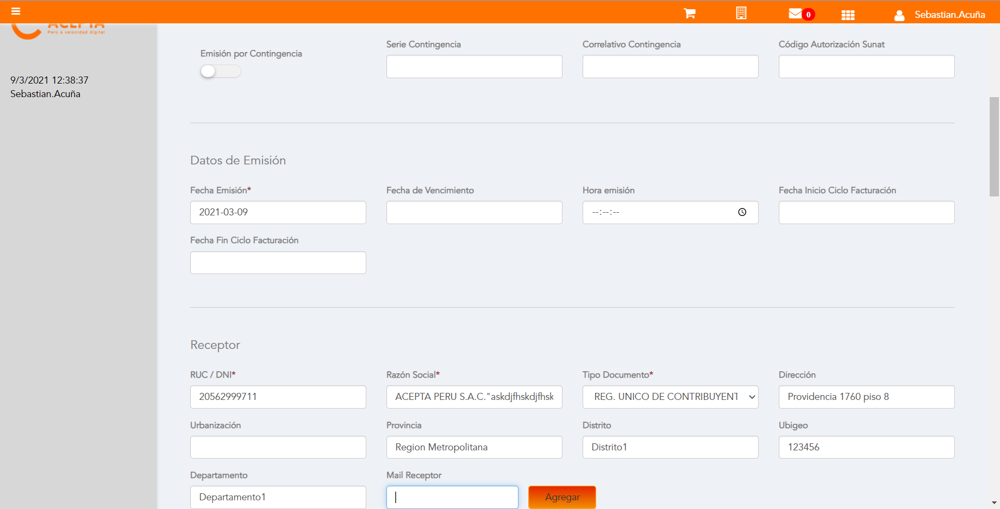 0
Sebastian.Acuña
ACEPTA
Perú a velocidad digital
9/3/2021 12:38:37
Sebastian.Acuña
Emisión por Contingencia
Serie Contingencia
Correlativo Contingencia
Código Autorización Sunat
Datos de Emisión
Fecha Emisión*
Fecha de Vencimiento
Hora emisión
Fecha Inicio Ciclo Facturación
2021-03-09
--:--:--
Fecha Fin Ciclo Facturación
Receptor
RUC / DNI*
Razón Social*
Tipo Documento*
Dirección
20562999711
ACEPTA PERU S.A.C."askdjfhskdjfhsk
REG. UNICO DE CONTRIBUYENT
Providencia 1760 piso 8
Urbanización
Provincia
Distrito
Ubigeo
Region Metropolitana
Distrito1
123456
Departamento
Mail Receptor
Departamento1
Agregar